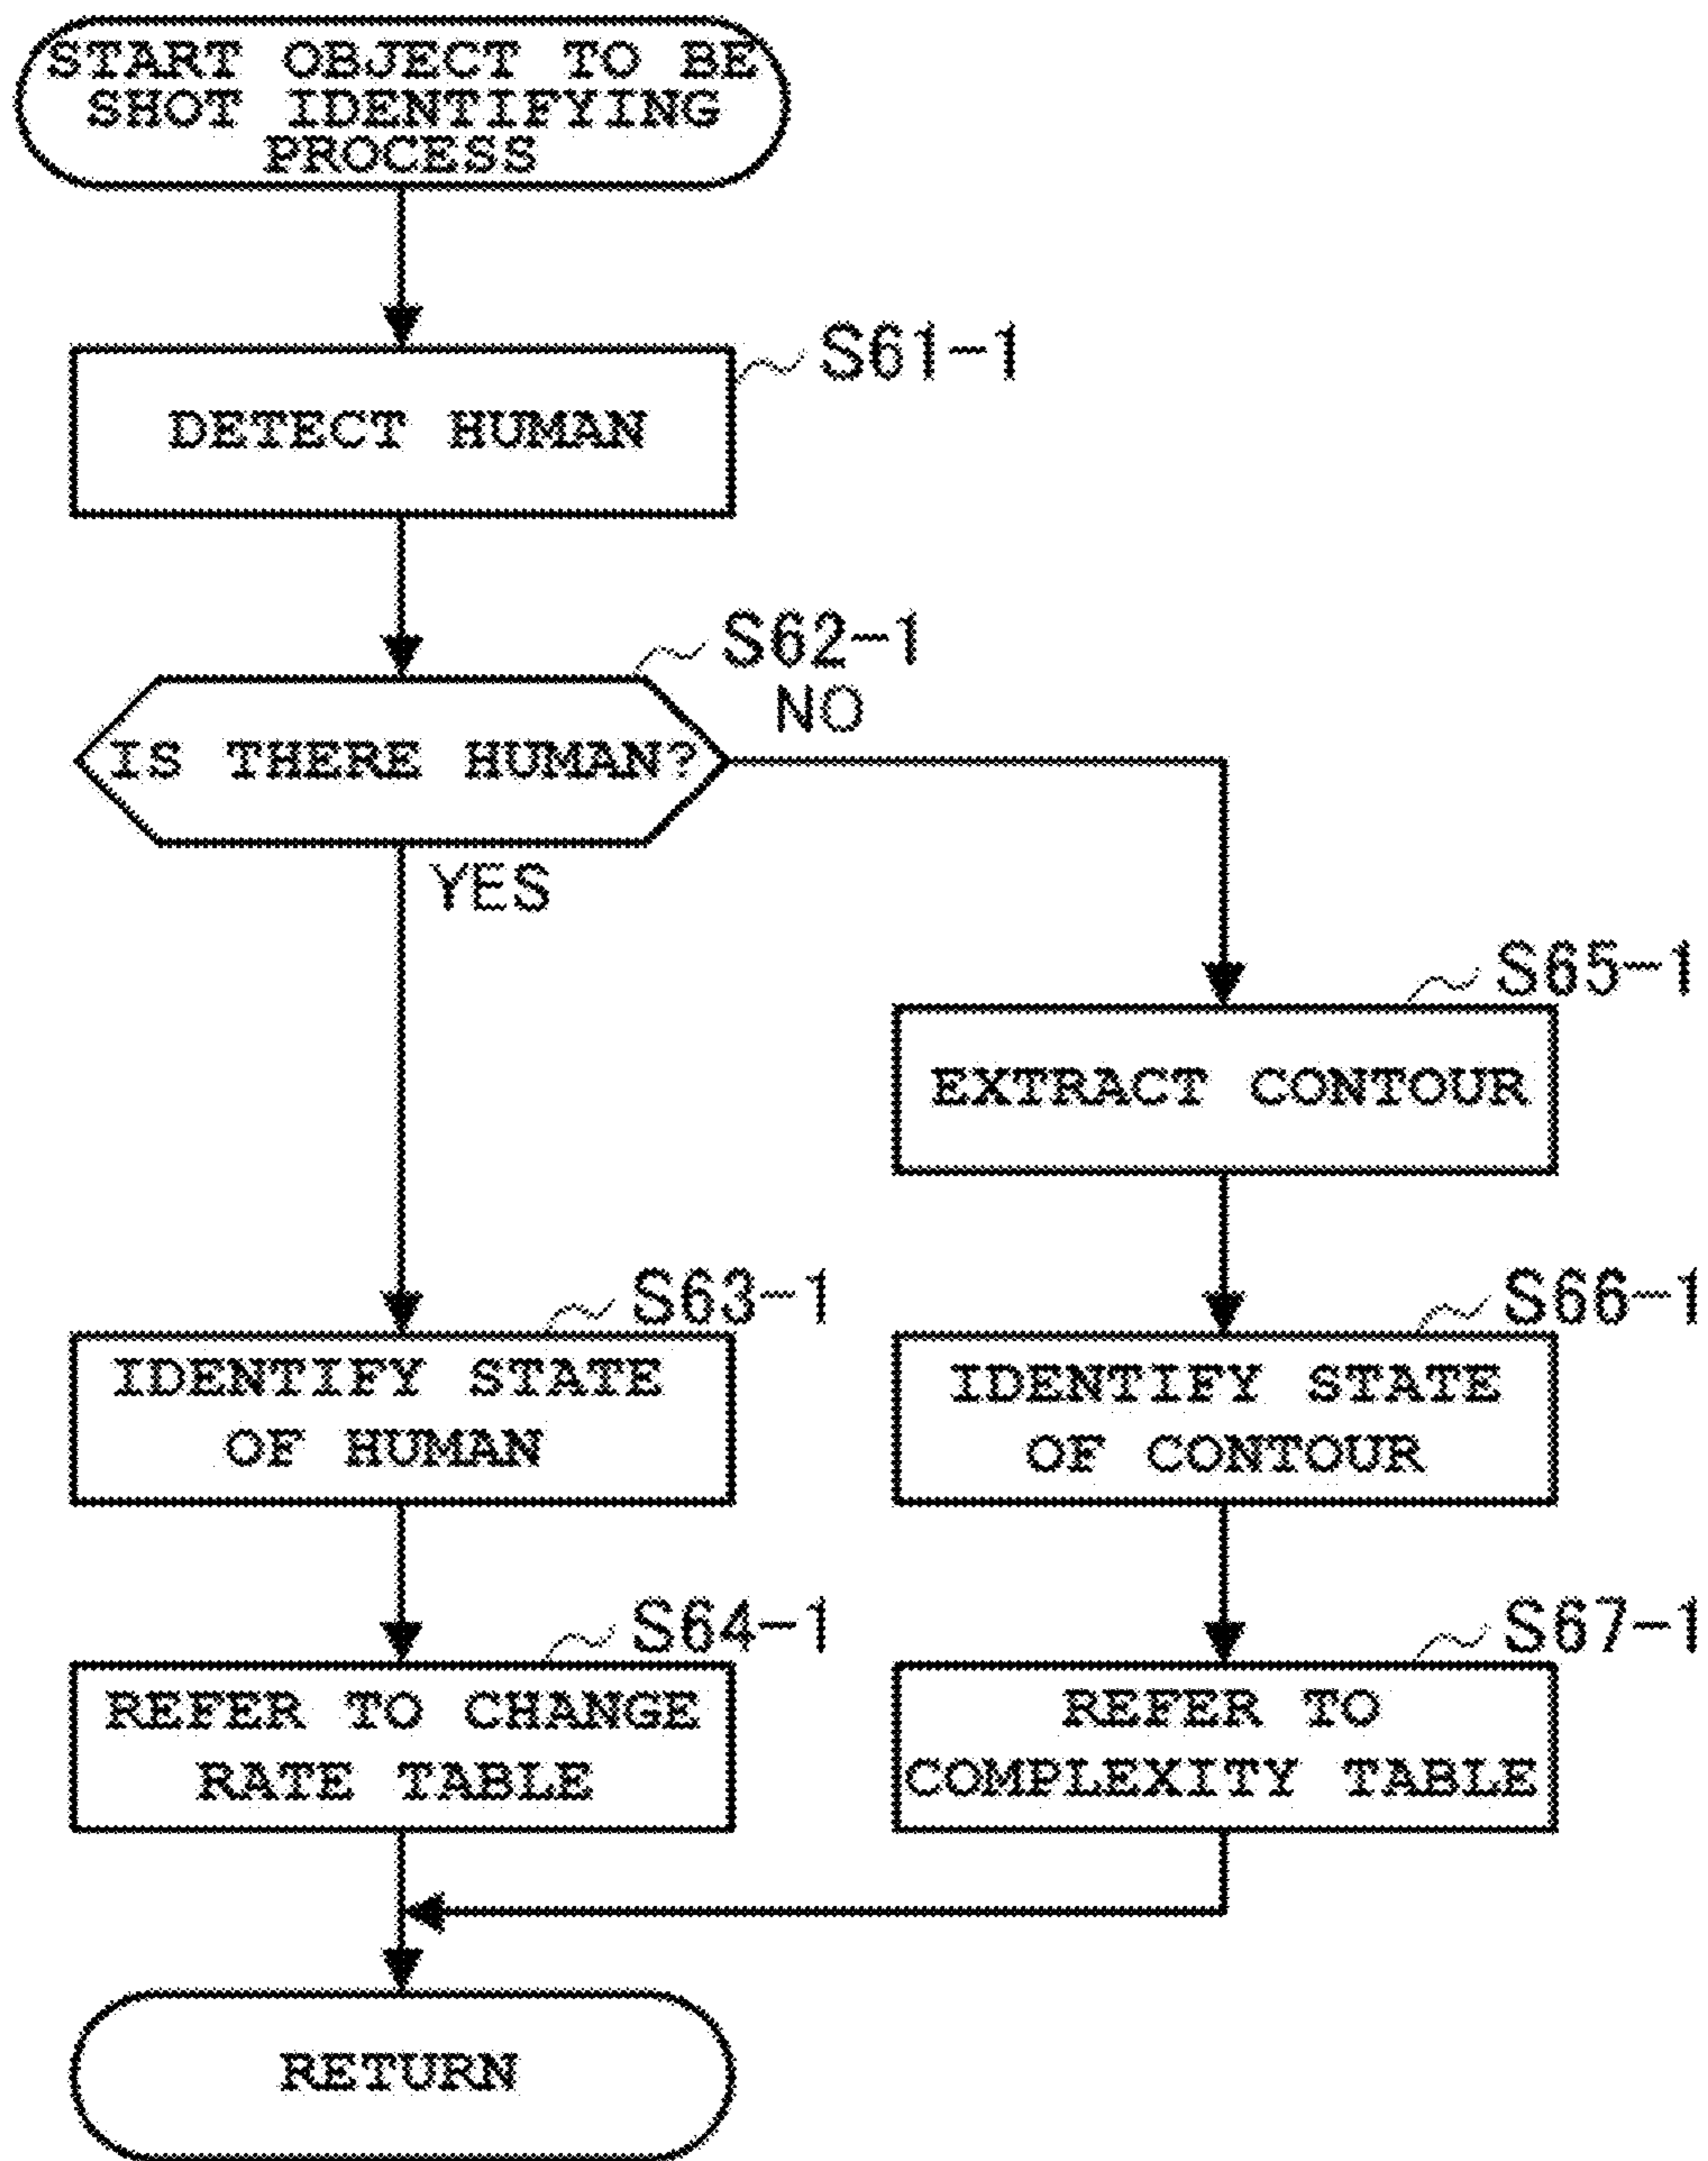 START OBJECT TO BE
SHOT IDENTIFYING
PROCESS
S61-1
DETECT HUMAN
S62-1
NO
IS THERE HUMAN?
YES
S65-1
EXTRACT CONTOUR
S63-1
IDENTIFY STATE
OF HUMAN
S66-1
IDENTIFY STATE
OF CONTOUR
S64-1
REFER TO CHANGE
RATE TABLE
S67-1
REFER TO
COMPLEXITY TABLE
RETURN